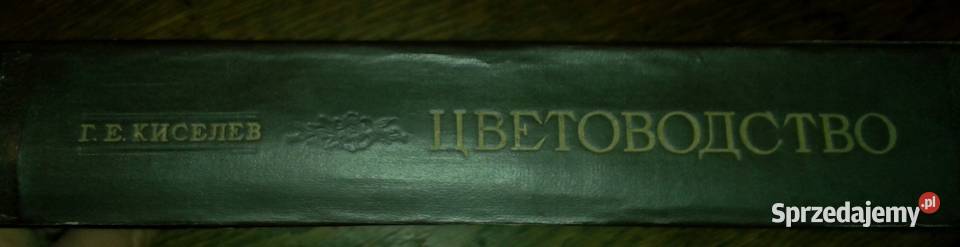 Г. Е. КИСЕЛЕВ
ЦВЕТОВОДСТВО
Sprzedajemy.pl